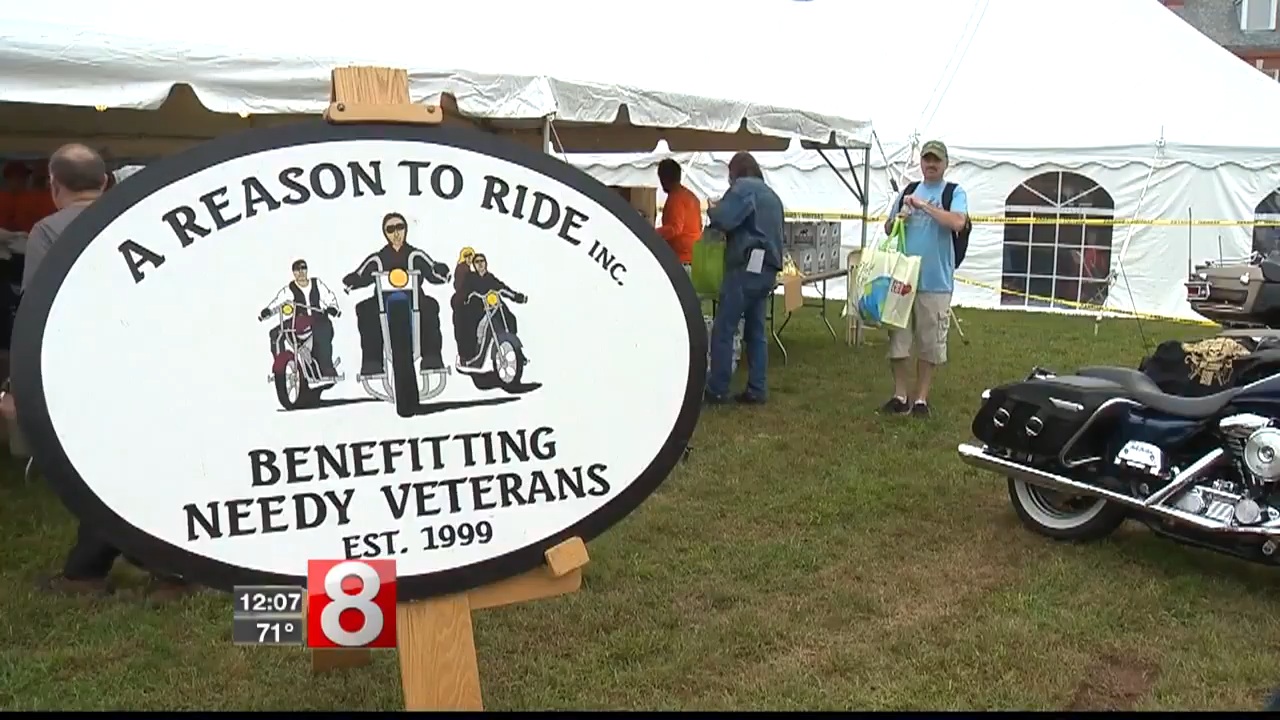 A REASON TO RIDE INC.
BENEFITTING
NEEDY VETERANS
EST. 1999
12:07
71°
8